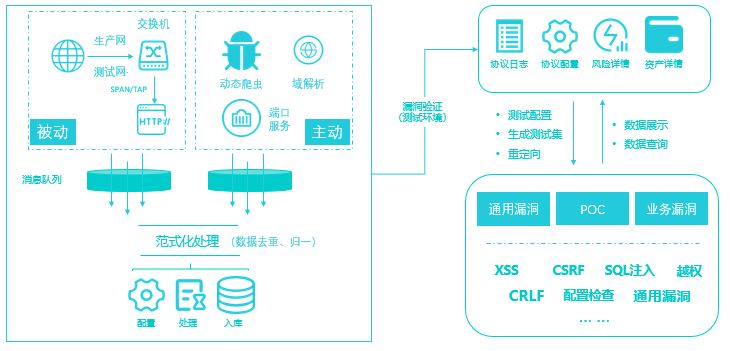 交换机
生产网
测试网
SPAN/TAP
HTTP://
被动
动态爬虫
域解析
端口
服务
主动
消息队列
范式化处理 （数据去重、归一）
配置
处理
入库
漏洞验证
（测试环境）
协议日志
协议配置
风险详情
资产详情
• 测试配置
• 生成测试集
• 重定向
• 数据展示
• 数据查询
通用漏洞
POC
业务漏洞
XSS CSRF SQL注入 越权
CRLF 配置检查 通用漏洞
... ...